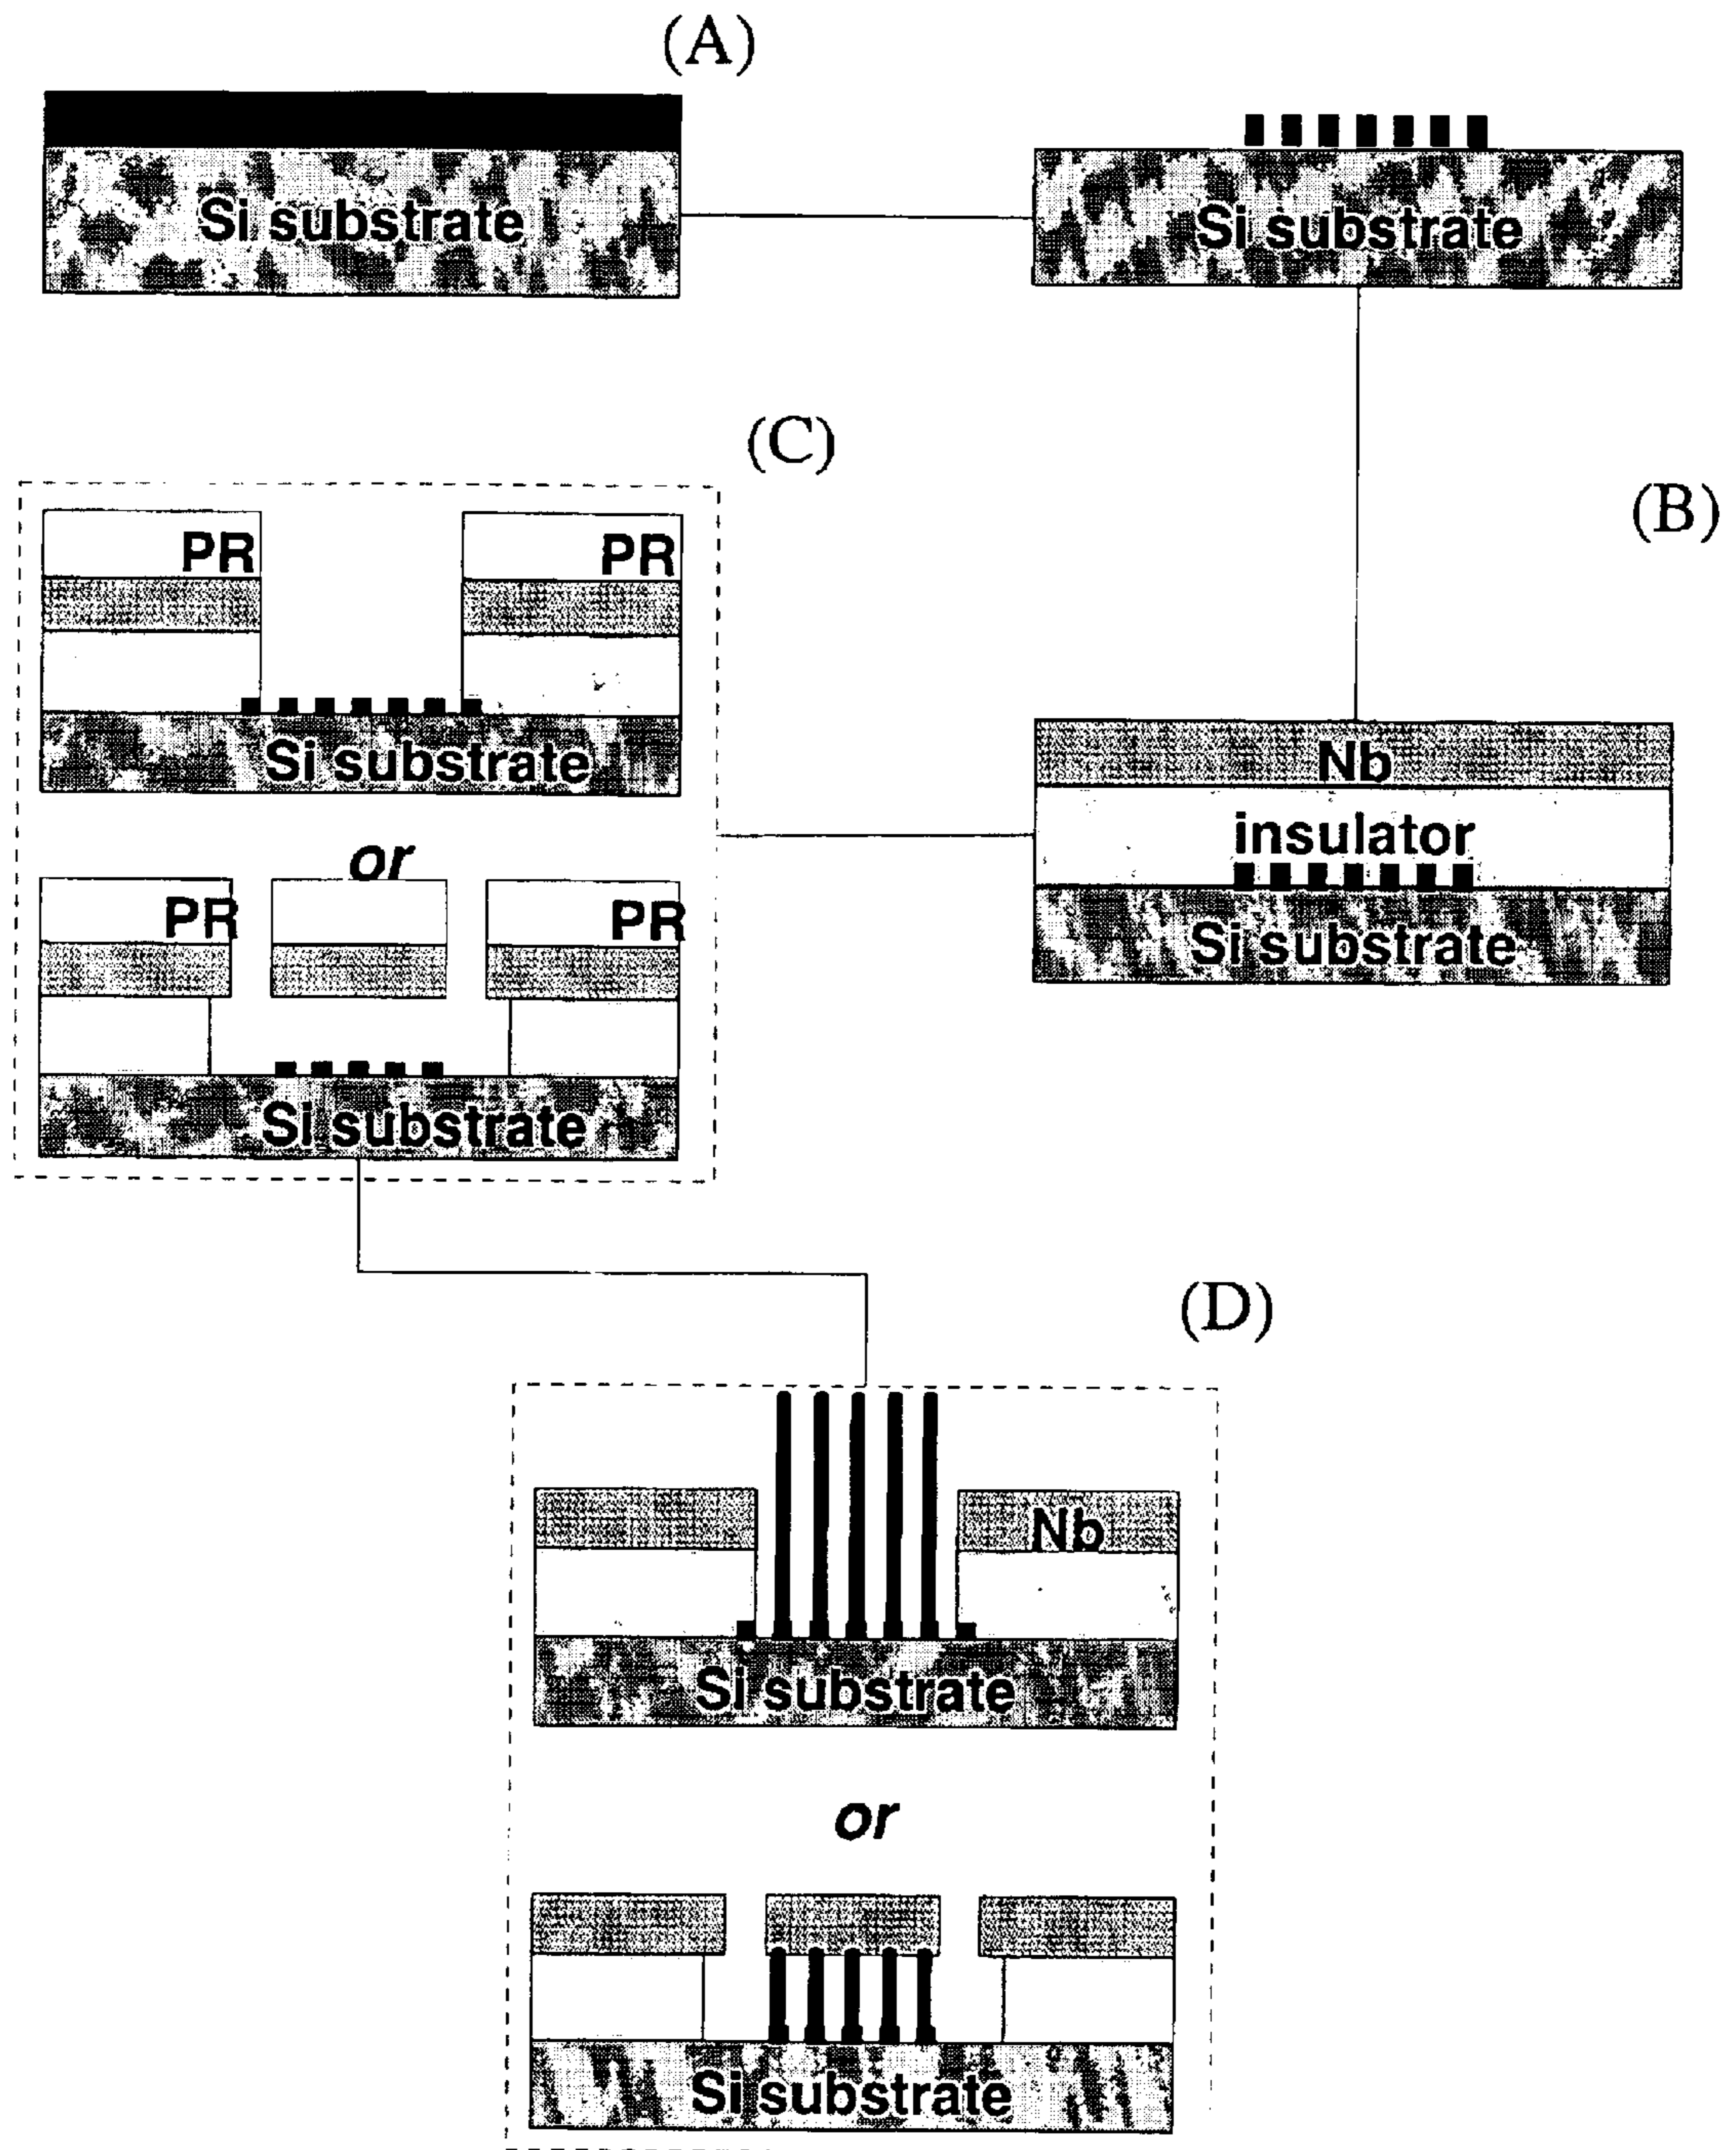 (A)
Si substrate
Si substrate
(B)
Nb
insulator
Si substrate
(C)
PR PR
Si substrate
or
PR PR
Si substrate
(D)
Nb
Si substrate
or
Si substrate